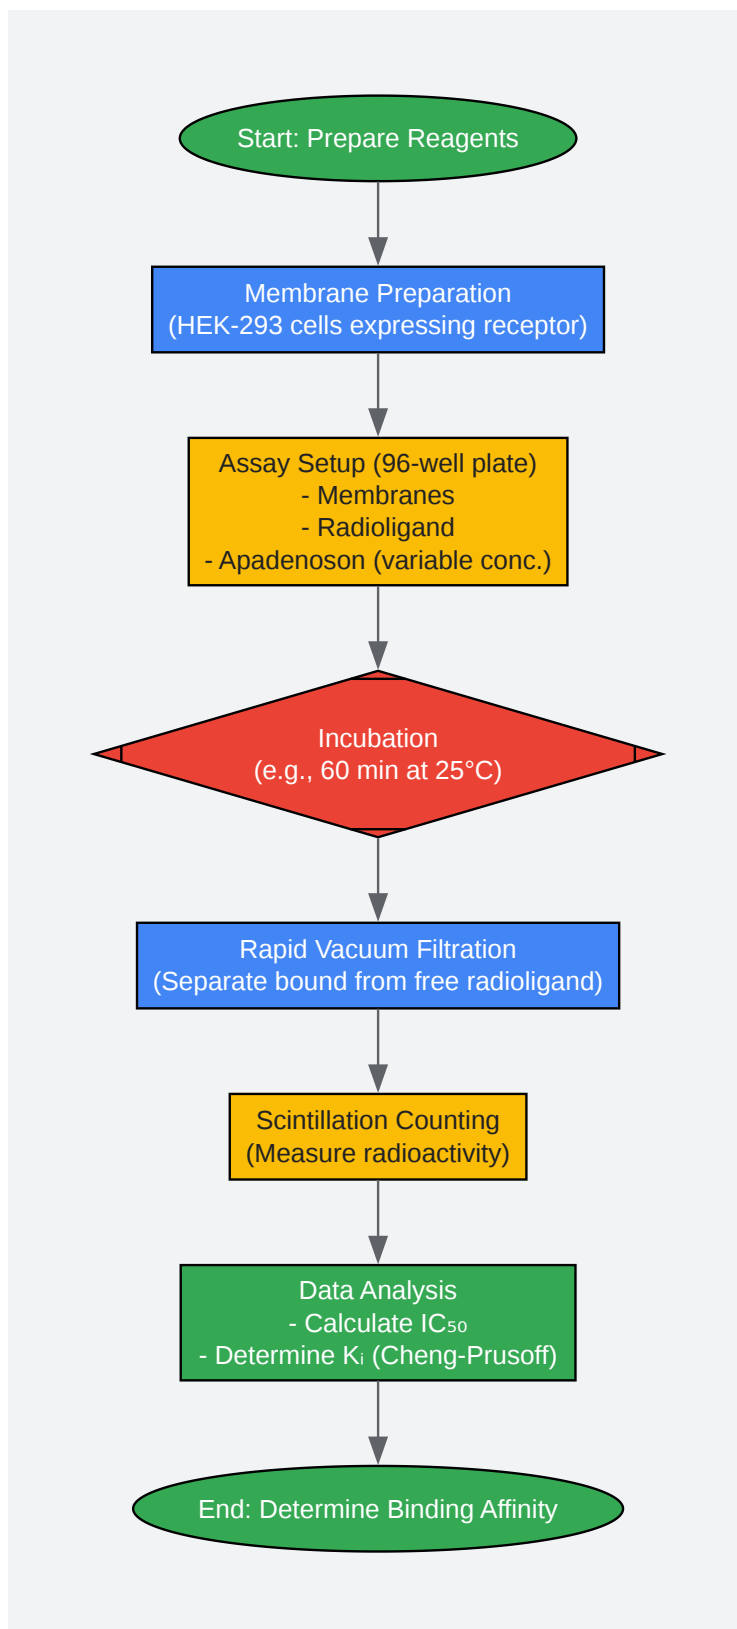 Start: Prepare Reagents
Membrane Preparation
(HEK-293 cells expressing receptor)
Assay Setup (96-well plate)
- Membranes
- Radioligand
- Apadenoson (variable conc.)
Incubation
(e.g., 60 min at 25°C)
Rapid Vacuum Filtration
(Separate bound from free radioligand)
Scintillation Counting
(Measure radioactivity)
Data Analysis
- Calculate IC₅₀
- Determine Kᵢ (Cheng-Prusoff)
End: Determine Binding Affinity